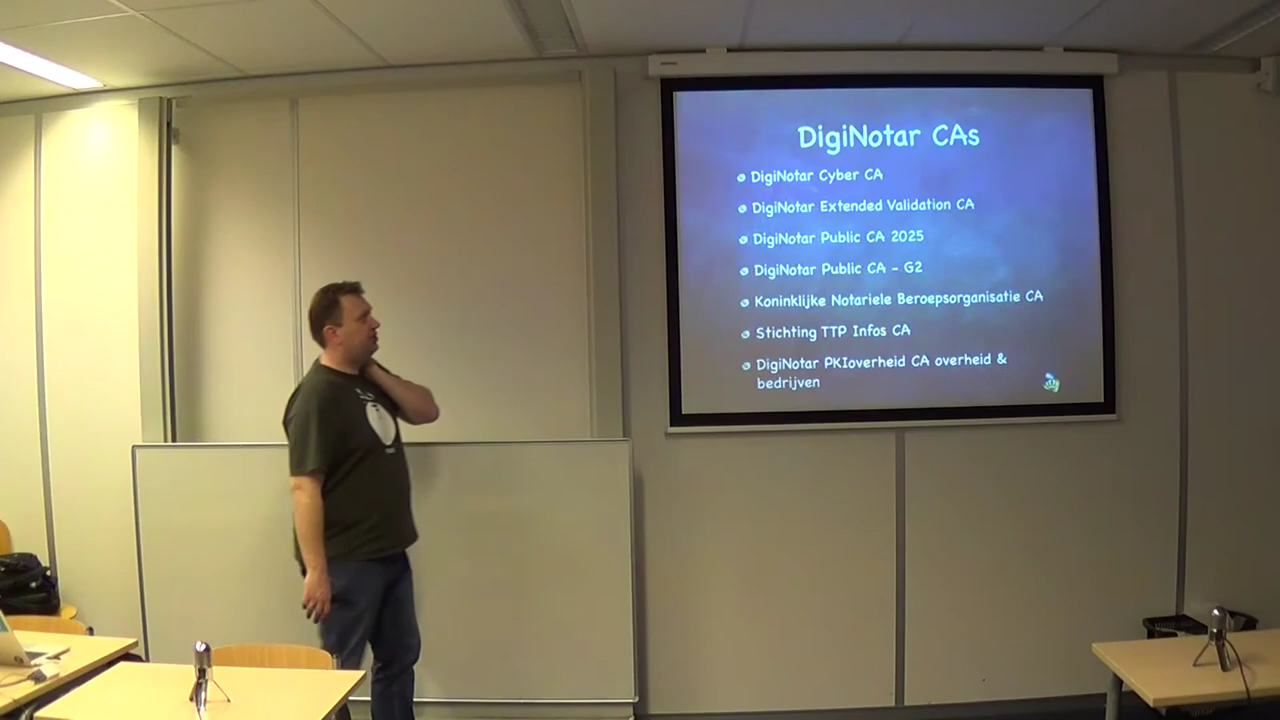 DigiNotar CAs
DigiNotar Cyber CA
DigiNotar Extended Validation CA
DigiNotar Public CA 2025
DigiNotar Public CA - G2
Koninklijke Notariele Beroepsorganisatie CA
Stichting TTP Infos CA
DigiNotar PKIoverheid CA overheid &
bedrijven